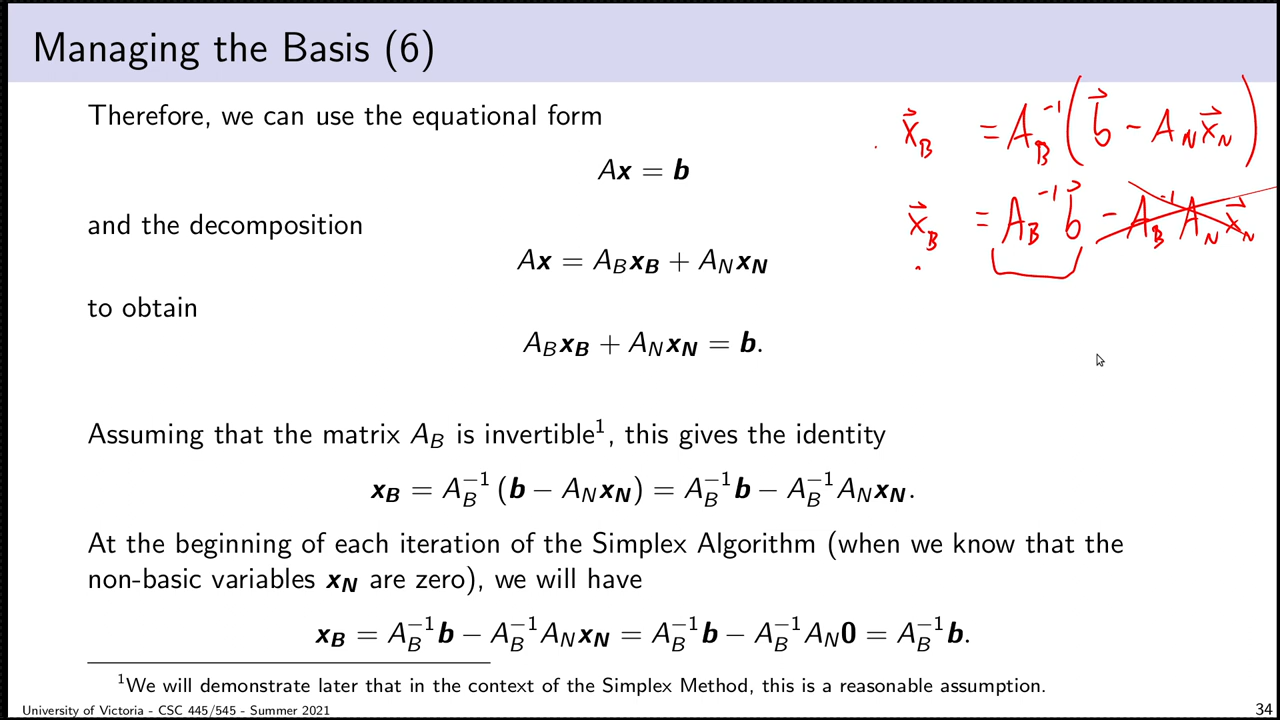 Managing the Basis (6)
Therefore, we can use the equational form
Ax = b
and the decomposition
Ax = A_B x_B + A_N x_N
to obtain
A_B x_B + A_N x_N = b.
Assuming that the matrix A_B is invertible¹, this gives the identity
x_B = A_B^{-1} (b − A_N x_N) = A_B^{-1} b − A_B^{-1} A_N x_N.
At the beginning of each iteration of the Simplex Algorithm (when we know that the
non-basic variables x_N are zero), we will have
x_B = A_B^{-1} b − A_B^{-1} A_N x_N = A_B^{-1} b − A_B^{-1} A_N 0 = A_B^{-1} b.
¹We will demonstrate later that in the context of the Simplex Method, this is a reasonable assumption.
University of Victoria - CSC 445/545 - Summer 2021
34
x⃗_B = A_B^{-1} (b⃗ − A_N x⃗_N)
x⃗_B = A_B^{-1} b⃗ − A_B^{-1} A_N x⃗_N